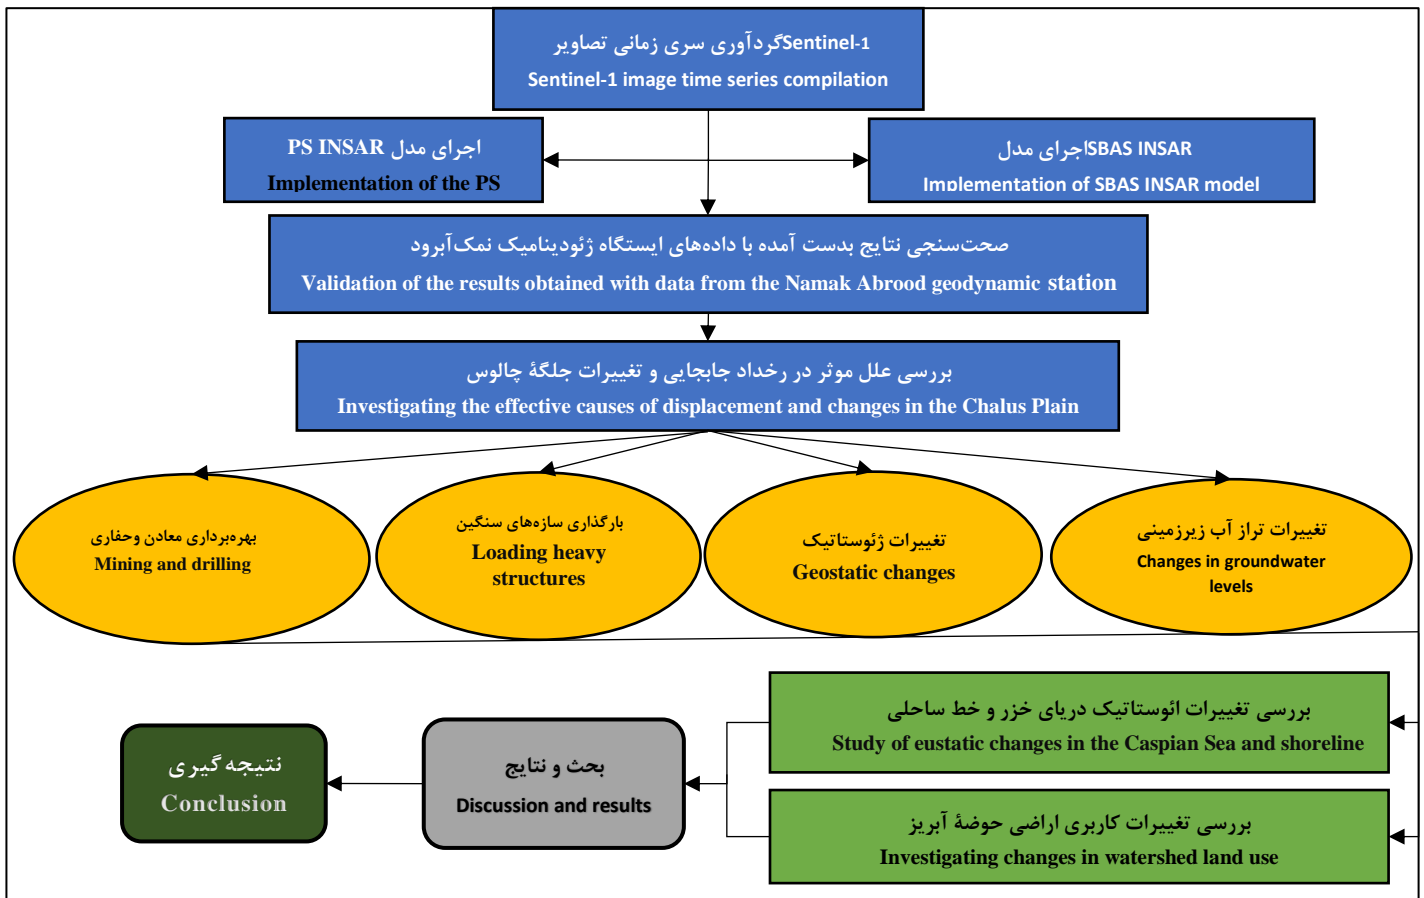 گردآوری سری زمانی تصاویر Sentinel-1
Sentinel-1 image time series compilation
اجرای مدل PS INSAR
Implementation of the PS
اجرای مدل SBAS INSAR
Implementation of SBAS INSAR model
صحت‌سنجی نتایج بدست آمده با داده‌های ایستگاه ژئودینامیک نمک‌آبرود
Validation of the results obtained with data from the Namak Abrood geodynamic station
بررسی علل موثر در رخداد جابجایی و تغییرات جلگۀ چالوس
Investigating the effective causes of displacement and changes in the Chalus Plain
بهره‌برداری معادن وحفاری
Mining and drilling
بارگذاری سازه‌های سنگین
Loading heavy
structures
تغییرات ژئوستاتیک
Geostatic changes
تغییرات تراز آب زیرزمینی
Changes in groundwater
levels
بررسی تغییرات ائوستاتیک دریای خزر و خط ساحلی
Study of eustatic changes in the Caspian Sea and shoreline
بررسی تغییرات کاربری اراضی حوضۀ آبریز
Investigating changes in watershed land use
بحث و نتایج
Discussion and results
نتیجه گیری
Conclusion